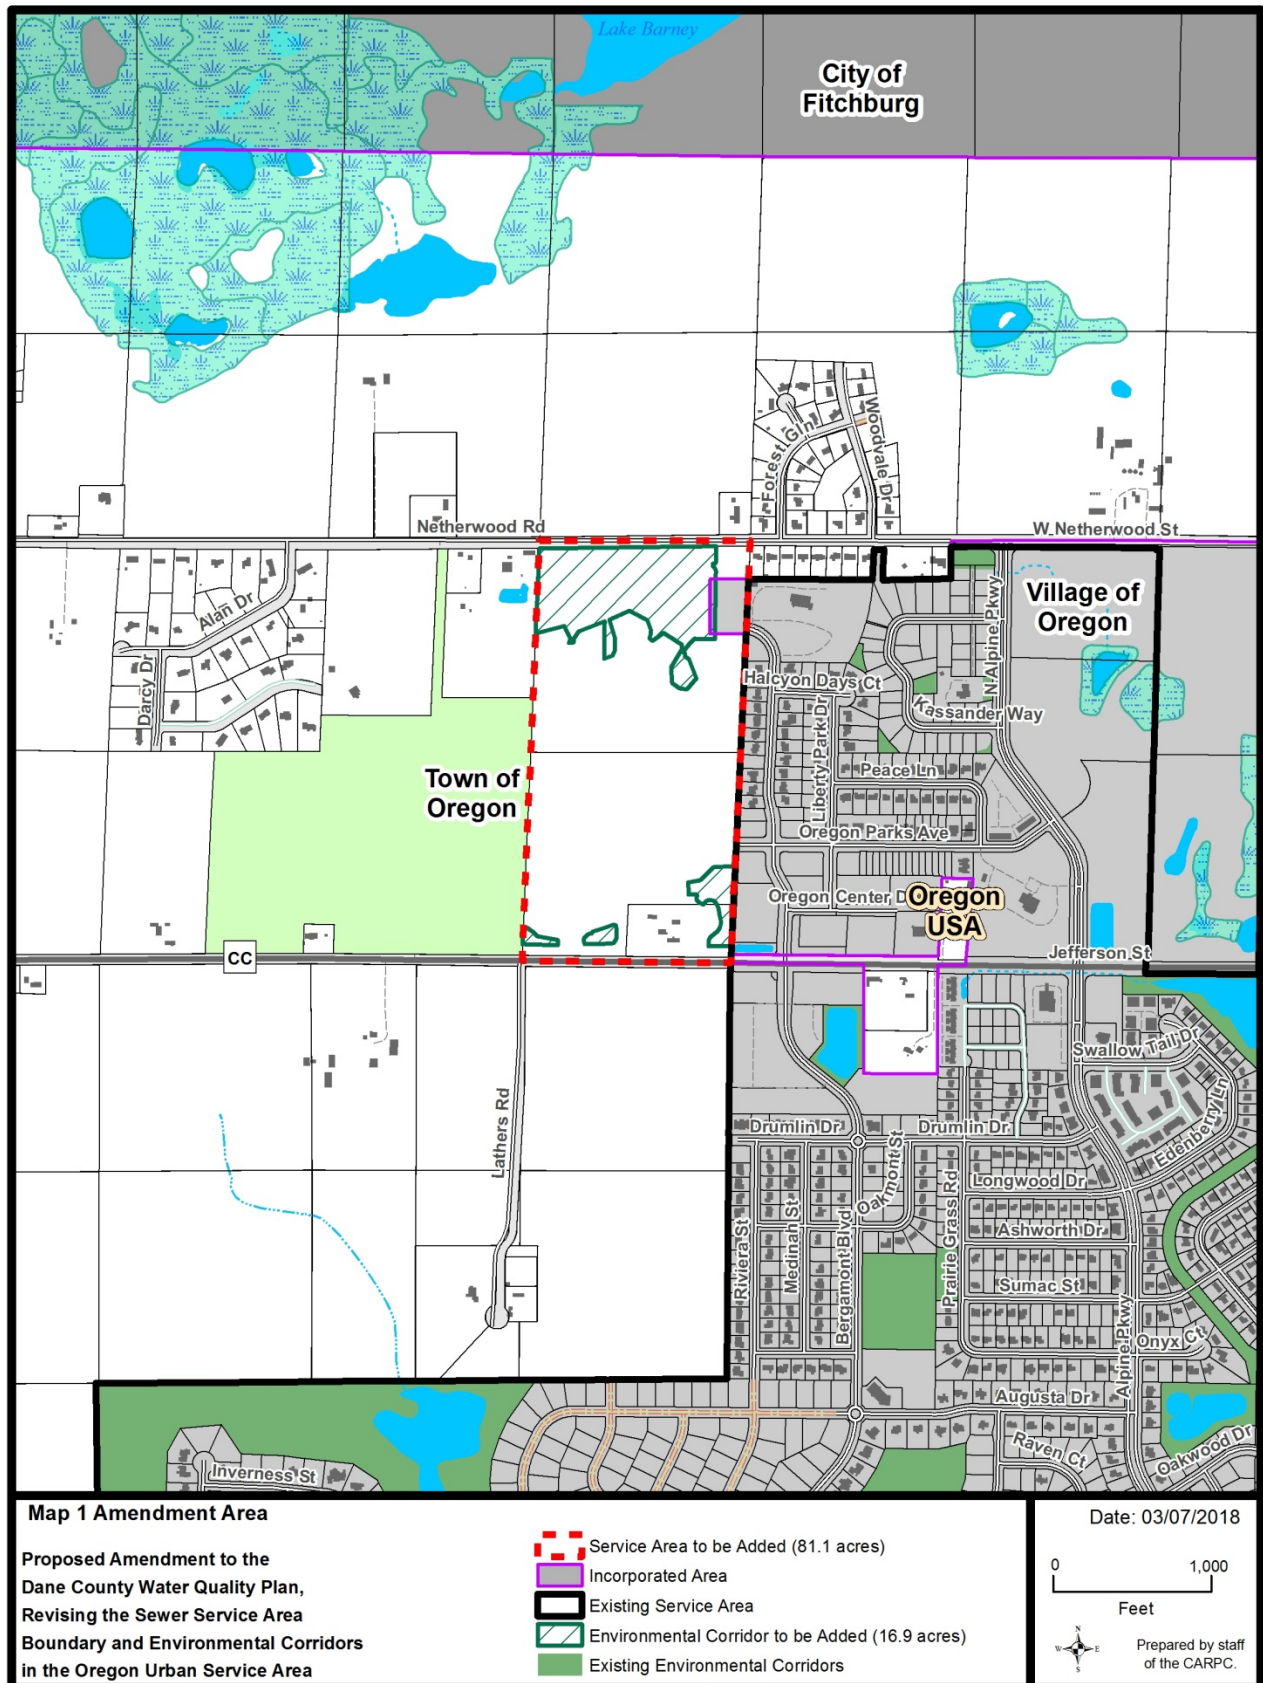 Lake Barney
City of
Fitchburg
Forest Gln
Woodvale Dr
Netherwood Rd
W Netherwood St
Alan Dr
Darcy Dr
Village of
Oregon
N Alpine Pkwy
Halcyon Days Ct
Kassander Way
Liberty Park Dr
Peace Ln
Town of
Oregon
Oregon Parks Ave
Oregon Center D
Oregon
USA
CC
Jefferson St
Swallow Tail Dr
Lathers Rd
Drumlin Dr
Drumlin Dr
Edenberry Ln
Oakmont St
Longwood Dr
Riviera St
Medinah St
Bergamont Blvd
Prairie Grass Rd
Ashworth Dr
Sumac St
Alpine Pkwy
Onyx Ct
Augusta Dr
Raven Ct
Oakwood Dr
Inverness St
Map 1 Amendment Area
Proposed Amendment to the
Dane County Water Quality Plan,
Revising the Sewer Service Area
Boundary and Environmental Corridors
in the Oregon Urban Service Area
Service Area to be Added (81.1 acres)
Incorporated Area
Existing Service Area
Environmental Corridor to be Added (16.9 acres)
Existing Environmental Corridors
Date: 03/07/2018
0 1,000
Feet
N
W E
S
Prepared by staff
of the CARPC.